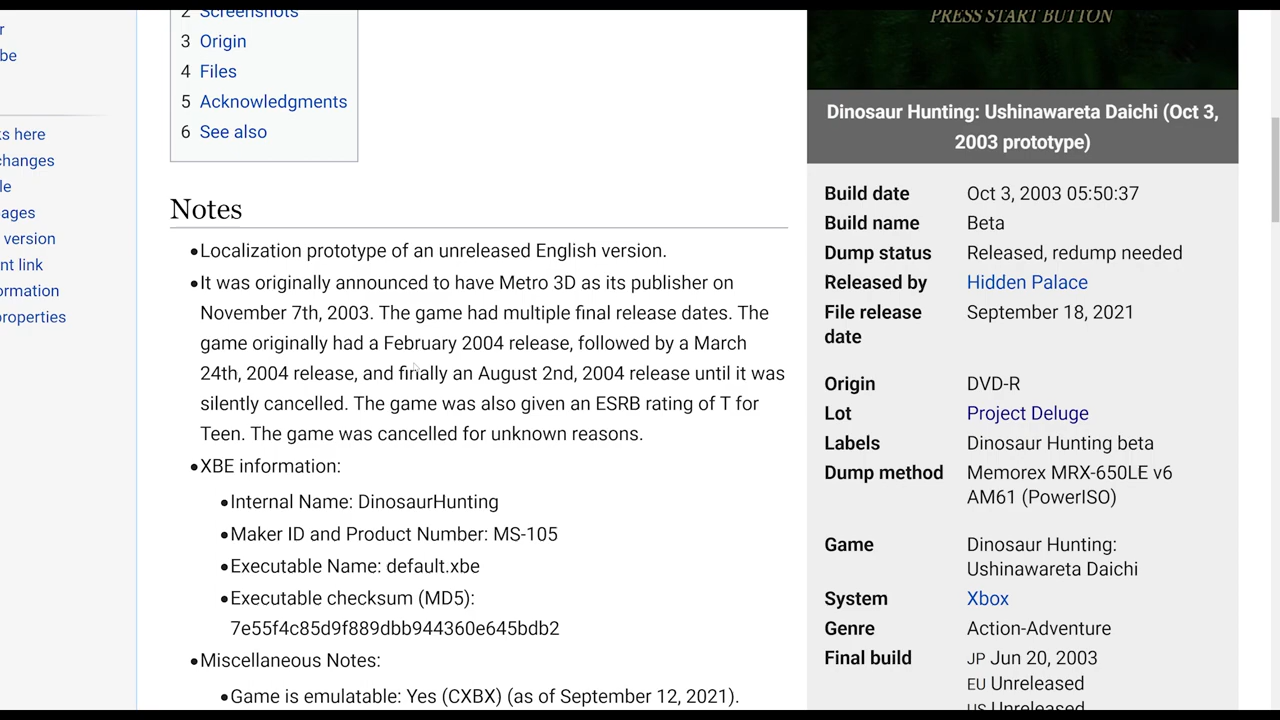 r
be
ks here
changes
le
ages
version
nt link
ormation
properties
2 Screenshots
3 Origin
4 Files
5 Acknowledgments
6 See also
Notes
•Localization prototype of an unreleased English version.
•It was originally announced to have Metro 3D as its publisher on
November 7th, 2003. The game had multiple final release dates. The
game originally had a February 2004 release, followed by a March
24th, 2004 release, and finally an August 2nd, 2004 release until it was
silently cancelled. The game was also given an ESRB rating of T for
Teen. The game was cancelled for unknown reasons.
•XBE information:
•Internal Name: DinosaurHunting
•Maker ID and Product Number: MS-105
•Executable Name: default.xbe
•Executable checksum (MD5):
7e55f4c85d9f889dbb944360e645bdb2
•Miscellaneous Notes:
•Game is emulatable: Yes (CXBX) (as of September 12, 2021).
PRESS START BUTTON
Dinosaur Hunting: Ushinawareta Daichi (Oct 3,
2003 prototype)
Build date Oct 3, 2003 05:50:37
Build name Beta
Dump status Released, redump needed
Released by Hidden Palace
File release September 18, 2021
date
Origin DVD-R
Lot Project Deluge
Labels Dinosaur Hunting beta
Dump method Memorex MRX-650LE v6
AM61 (PowerISO)
Game Dinosaur Hunting:
Ushinawareta Daichi
System Xbox
Genre Action-Adventure
Final build JP Jun 20, 2003
EU Unreleased
US Unreleased